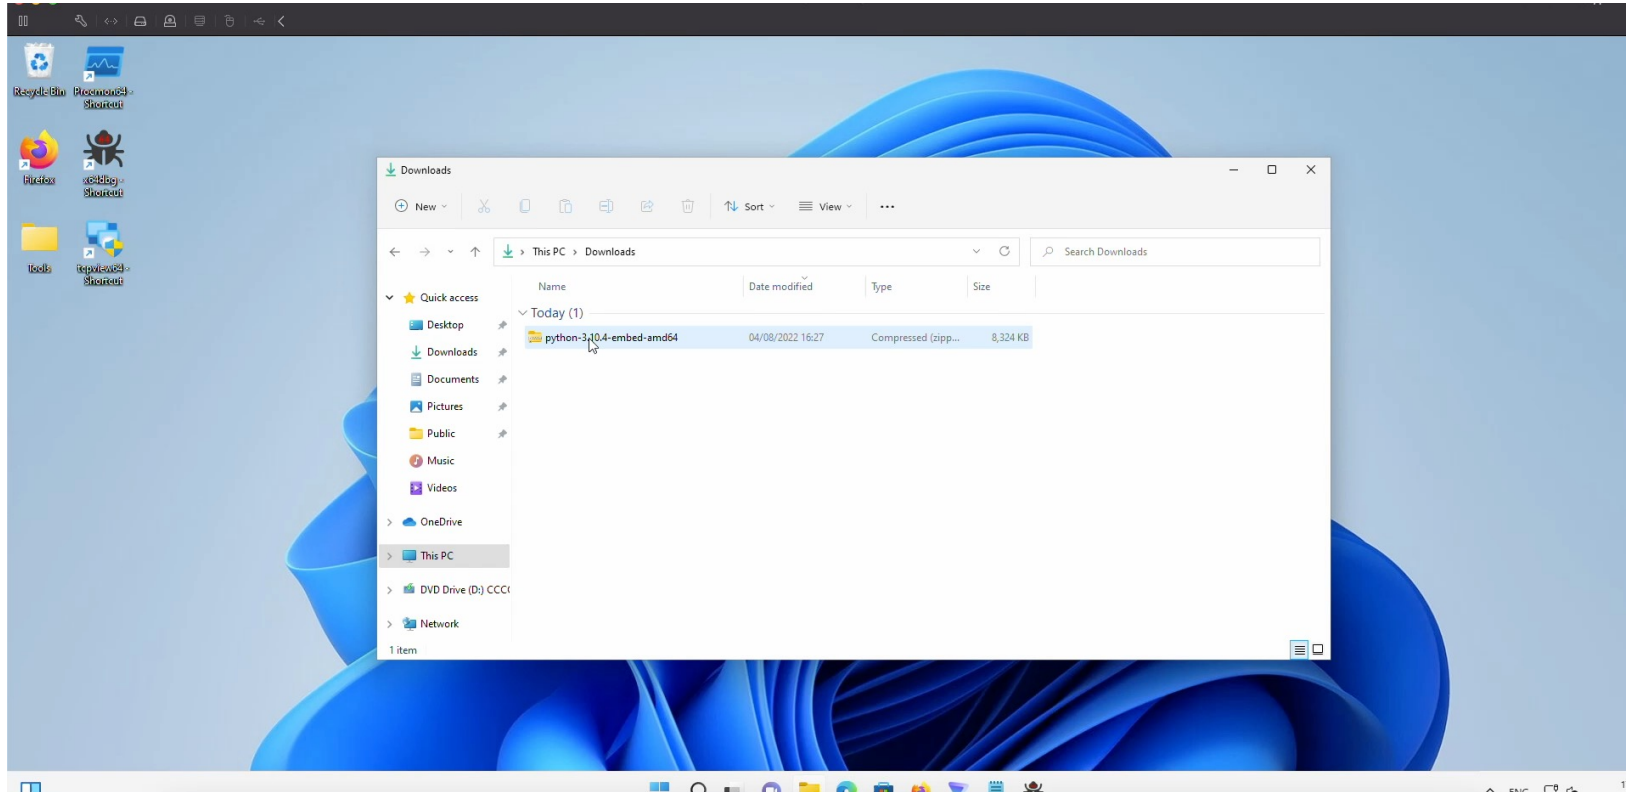 Recycle Bin
Procmon64 - Shortcut
Firefox
x64dbg - Shortcut
Tools
tcpview64 - Shortcut
Downloads
New
Sort
View
This PC > Downloads
Search Downloads
Name Date modified Type Size
Today (1)
python-3.10.4-embed-amd64 04/08/2022 16:27 Compressed (zipp... 8,324 KB
Quick access
Desktop
Downloads
Documents
Pictures
Public
Music
Videos
OneDrive
This PC
DVD Drive (D:) CCC
Network
1 item
ENG